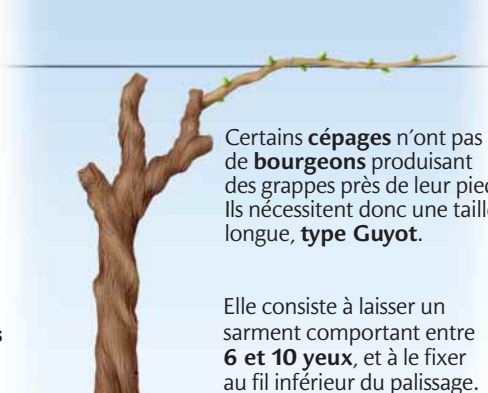 Certains cépages n'ont pas
de bourgeons produisant
des grappes près de leur pied
Ils nécessitent donc une taille
longue, type Guyot.
Elle consiste à laisser un
sarment comportant entre
6 et 10 yeux, et à le fixer
au fil inférieur du palissage.